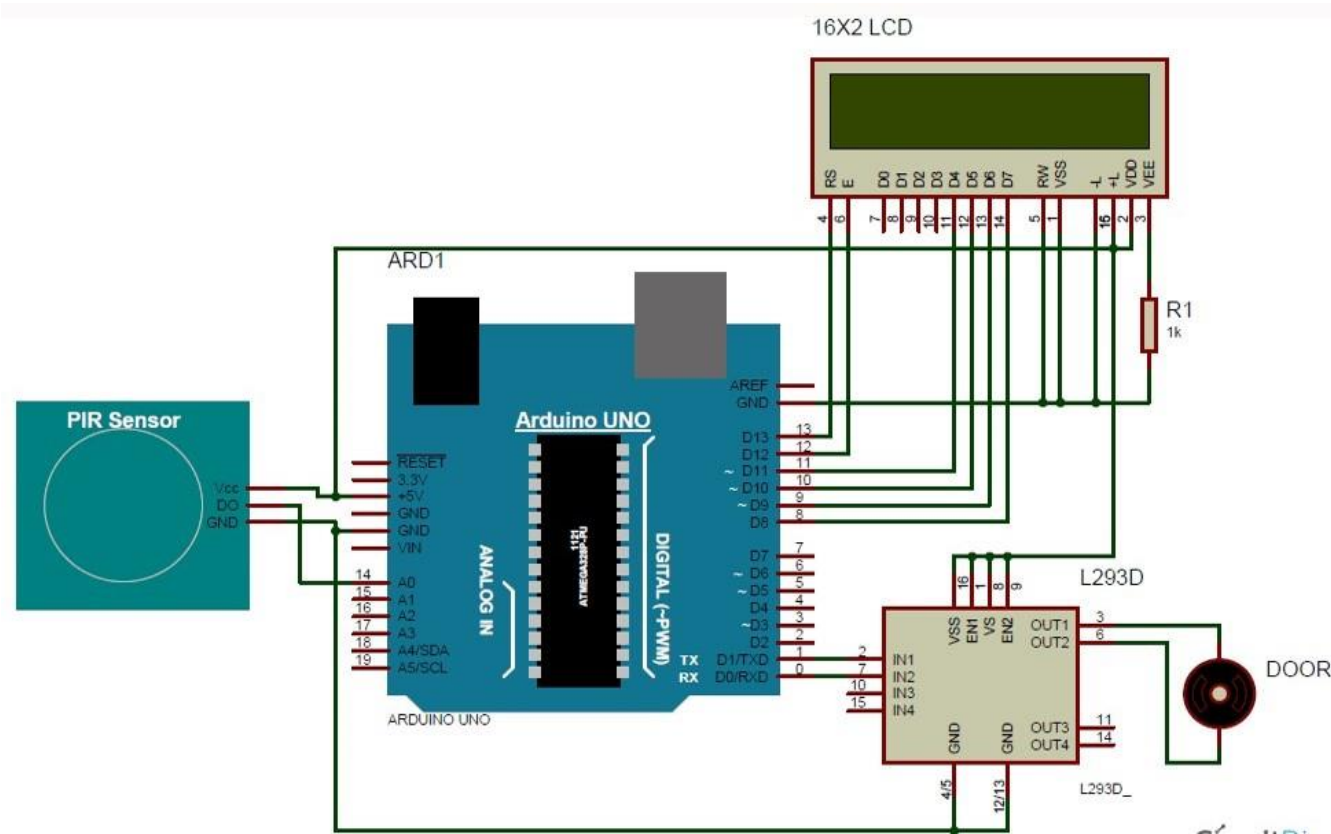 16X2 LCD
RS E D0 D1 D2 D3 D4 D5 D6 D7 RW VSS -L +L VDD VEE
4 6 7 8 9 10 11 12 13 14 5 1 15 2 3
ARD1
R1
1k
PIR Sensor
Vcc
DO
GND
Arduino UNO
RESET
3.3V
+5V
GND
GND
VIN
14 A0
15 A1
16 A2
17 A3
18 A4/SDA
19 A5/SCL
ANALOG IN
1121
ATMEGA328P-PU
DIGITAL (~PWM)
AREF
GND
D13 13
D12 12
~ D11 11
~ D10 10
~ D9 9
D8 8
D7 7
~ D6 6
~ D5 5
D4 4
~ D3 3
D2 2
TX D1/TXD 1
RX D0/RXD 0
ARDUINO UNO
L293D
16 1 8 9
VSS EN1 VS EN2
2 IN1
7 IN2
10 IN3
15 IN4
OUT1 3
OUT2 6
OUT3 11
OUT4 14
GND GND
4/5 12/13
L293D_
DOOR